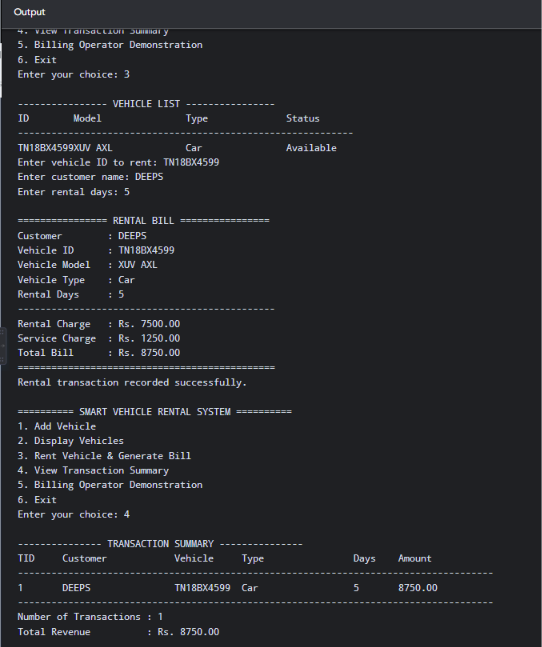 Output
4. View Transaction Summary
5. Billing Operator Demonstration
6. Exit
Enter your choice: 3
---------------- VEHICLE LIST ----------------
ID Model Type Status
------------------------------------------------------------
TN18BX4599XUV AXL Car Available
Enter vehicle ID to rent: TN18BX4599
Enter customer name: DEEPS
Enter rental days: 5
================ RENTAL BILL ================
Customer : DEEPS
Vehicle ID : TN18BX4599
Vehicle Model : XUV AXL
Vehicle Type : Car
Rental Days : 5
----------------------------------------------
Rental Charge : Rs. 7500.00
Service Charge : Rs. 1250.00
Total Bill : Rs. 8750.00
==============================================
Rental transaction recorded successfully.
========== SMART VEHICLE RENTAL SYSTEM ==========
1. Add Vehicle
2. Display Vehicles
3. Rent Vehicle & Generate Bill
4. View Transaction Summary
5. Billing Operator Demonstration
6. Exit
Enter your choice: 4
--------------- TRANSACTION SUMMARY ---------------
TID Customer Vehicle Type Days Amount
-------------------------------------------------------------------------------------
1 DEEPS TN18BX4599 Car 5 8750.00
-------------------------------------------------------------------------------------
Number of Transactions : 1
Total Revenue : Rs. 8750.00